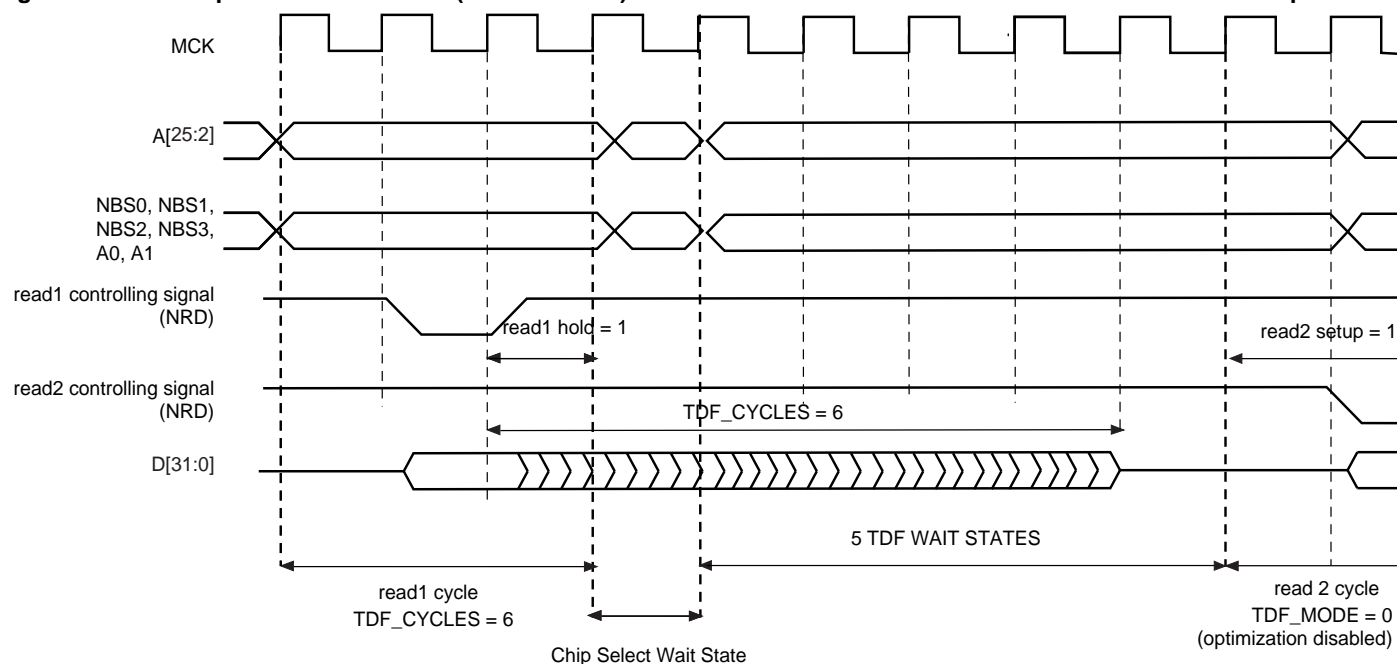 MCK
A[25:2]
NBS0, NBS1,
NBS2, NBS3,
A0, A1
read1 controlling signal
(NRD)
read1 hold = 1
read2 setup = 1
read2 controlling signal
(NRD)
TDF_CYCLES = 6
D[31:0]
5 TDF WAIT STATES
read1 cycle
TDF_CYCLES = 6
Chip Select Wait State
read 2 cycle
TDF_MODE = 0
(optimization disabled)